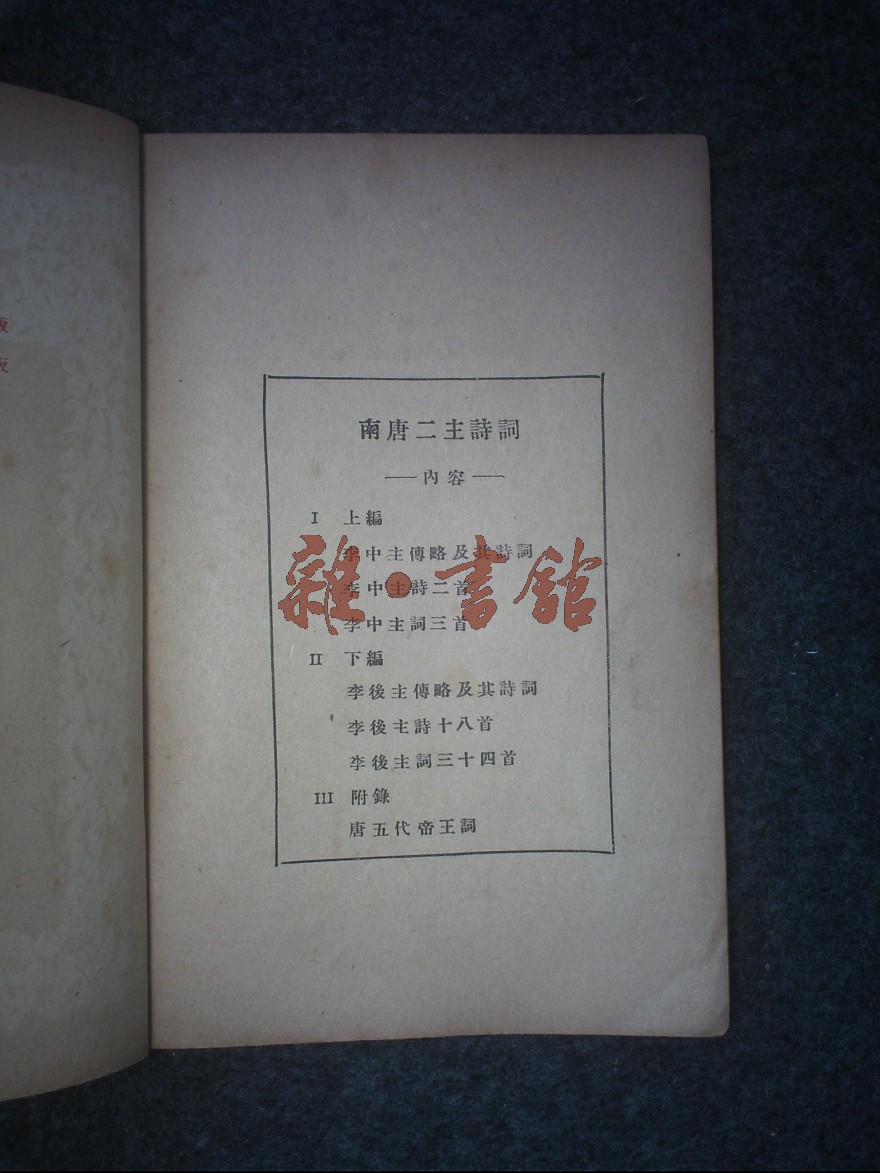 版
版
南唐二主詩詞
——內容——
I 上編
李中主傳略及其詩詞
李中主詩二首
李中主詞三首
雜·書館
II 下編
李後主傳略及其詩詞
李後主詩十八首
李後主詞三十四首
III 附錄
唐五代帝王詞